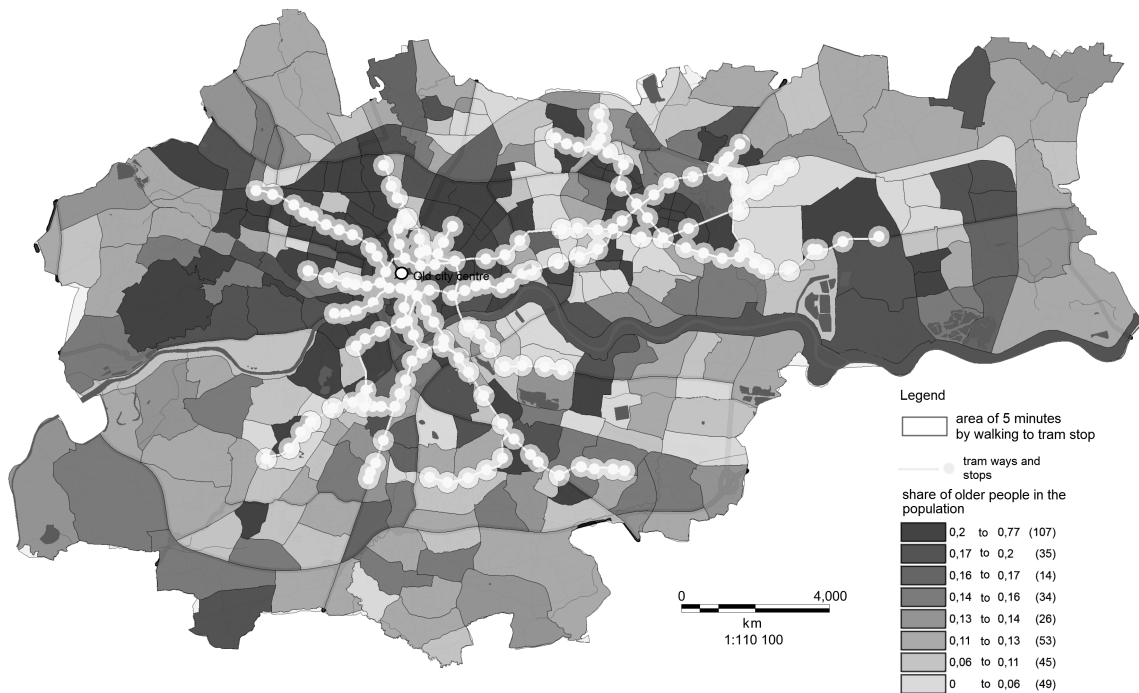 Old city centre
Legend
area of 5 minutes
by walking to tram stop
tram ways and
stops
share of older people in the
population
0,2 to 0,77 (107)
0,17 to 0,2 (35)
0,16 to 0,17 (14)
0,14 to 0,16 (34)
0,13 to 0,14 (26)
0,11 to 0,13 (53)
0,06 to 0,11 (45)
0 to 0,06 (49)
0 4,000
km
1:110 100